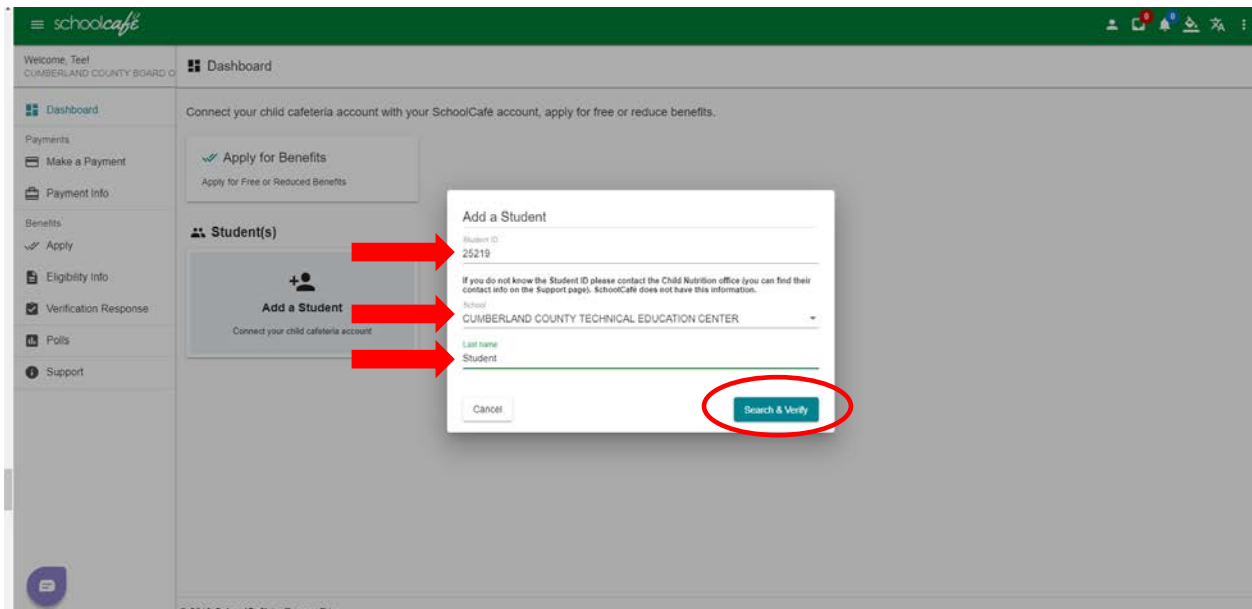 schoolcafé
0
0
Welcome, Tee!
CUMBERLAND COUNTY BOARD O
Dashboard
Dashboard
Connect your child cafeteria account with your SchoolCafé account, apply for free or reduce benefits.
Payments
Make a Payment
Payment Info
Benefits
Apply
Eligibility Info
Verification Response
Polls
Support
Apply for Benefits
Apply for Free or Reduced Benefits
Student(s)
Add a Student
Connect your child cafeteria account
Add a Student
Student ID
25219
If you do not know the Student ID please contact the Child Nutrition office (you can find their
contact info on the Support page). SchoolCafé does not have this information.
School
CUMBERLAND COUNTY TECHNICAL EDUCATION CENTER
Last name
Student
Cancel
Search & Verify